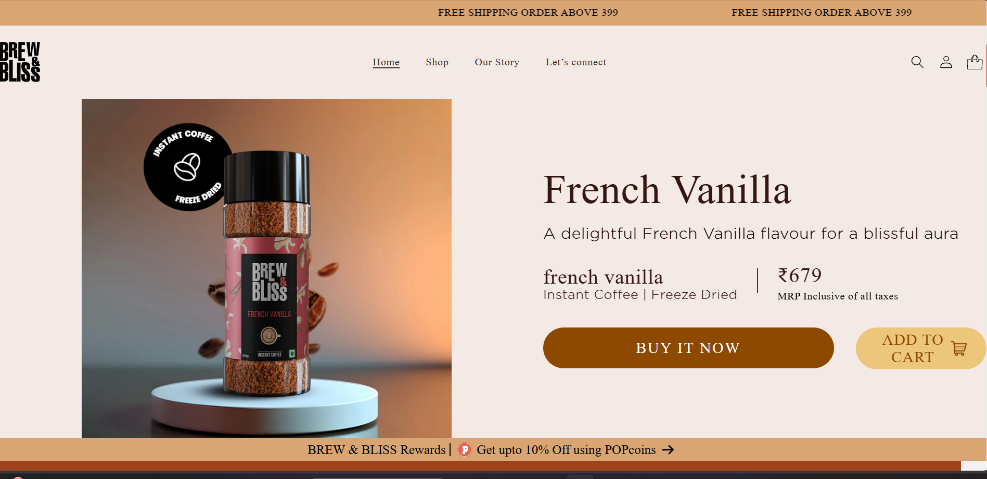 FREE SHIPPING ORDER ABOVE 399 FREE SHIPPING ORDER ABOVE 399
BREW
&
BLISS
Home Shop Our Story Let's connect
INSTANT COFFEE
FREEZE DRIED
BREW
&
BLISS
FRENCH VANILLA
INSTANT COFFEE
French Vanilla
A delightful French Vanilla flavour for a blissful aura
french vanilla
Instant Coffee | Freeze Dried
₹679
MRP Inclusive of all taxes
BUY IT NOW
ADD TO
CART
BREW & BLISS Rewards | P Get upto 10% Off using POPcoins →